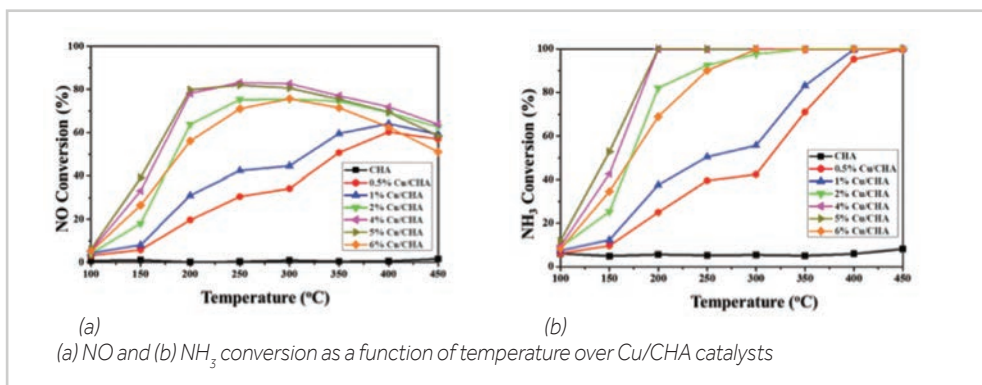 100
80
60
40
20
0
NO Conversion (%)
CHA
0.5% Cu/CHA
1% Cu/CHA
2% Cu/CHA
4% Cu/CHA
5% Cu/CHA
6% Cu/CHA
100 150 200 250 300 350 400 450
Temperature (ºC)
(a)
100
80
60
40
20
0
NH₃ Conversion (%)
CHA
0.5% Cu/CHA
1% Cu/CHA
2% Cu/CHA
4% Cu/CHA
5% Cu/CHA
6% Cu/CHA
100 150 200 250 300 350 400 450
Temperature (ºC)
(b)
(a) NO and (b) NH₃ conversion as a function of temperature over Cu/CHA catalysts